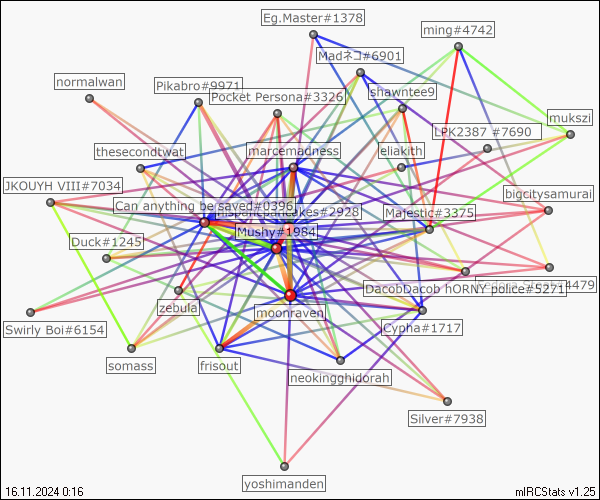 Eg.Master#1378
ming#4742
Madネコ#6901
normalwan
Pikabro#9971
shawntee9
Pocket Persona#3326
mukszi
LPK2387 #7690
thesecondtwat
marcemadness
eliakith
JKOUYH VIII#7034
bigcitysamurai
Can anything be saved#0396
Majestic#3375
Mushy#1984
Duck#1245
DacobDacob hORNY police#5271
zebula
moonraven
Swirly Boi#6154
Cypha#1717
somass
frisout
neokingghidorah
Silver#7938
yoshimanden
16.11.2024 0:16
mIRCStats v1.25